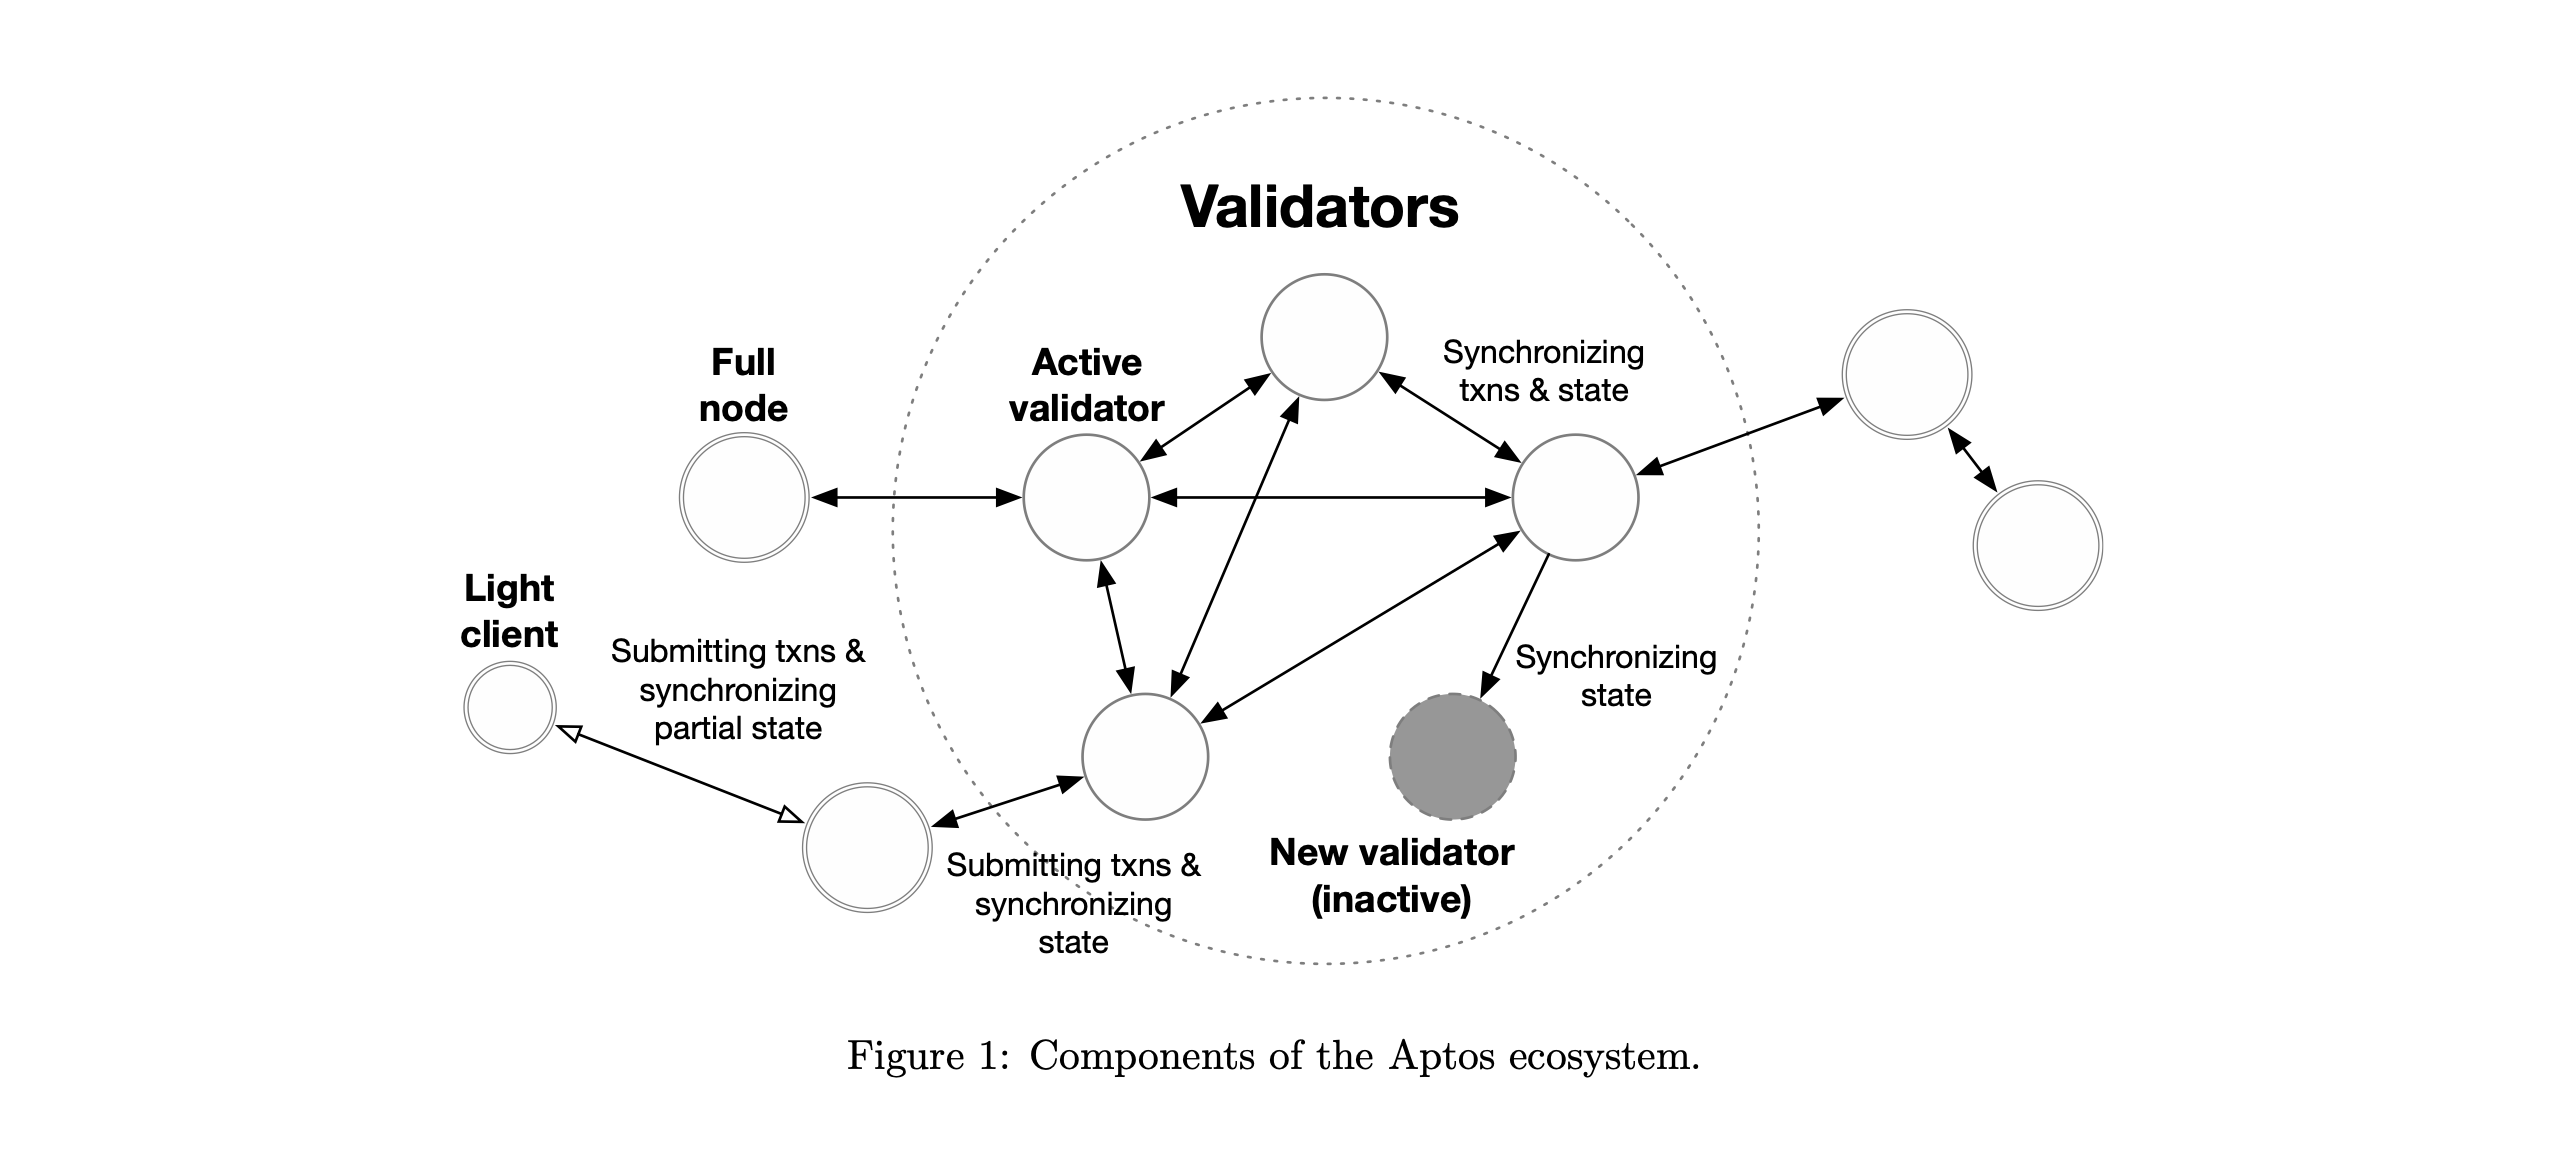 Validators
Synchronizing
txns & state
Full
node
Active
validator
Light
client
Submitting txns &
synchronizing
partial state
Synchronizing
state
Submitting txns &
synchronizing
state
New validator
(inactive)
Figure 1: Components of the Aptos ecosystem.